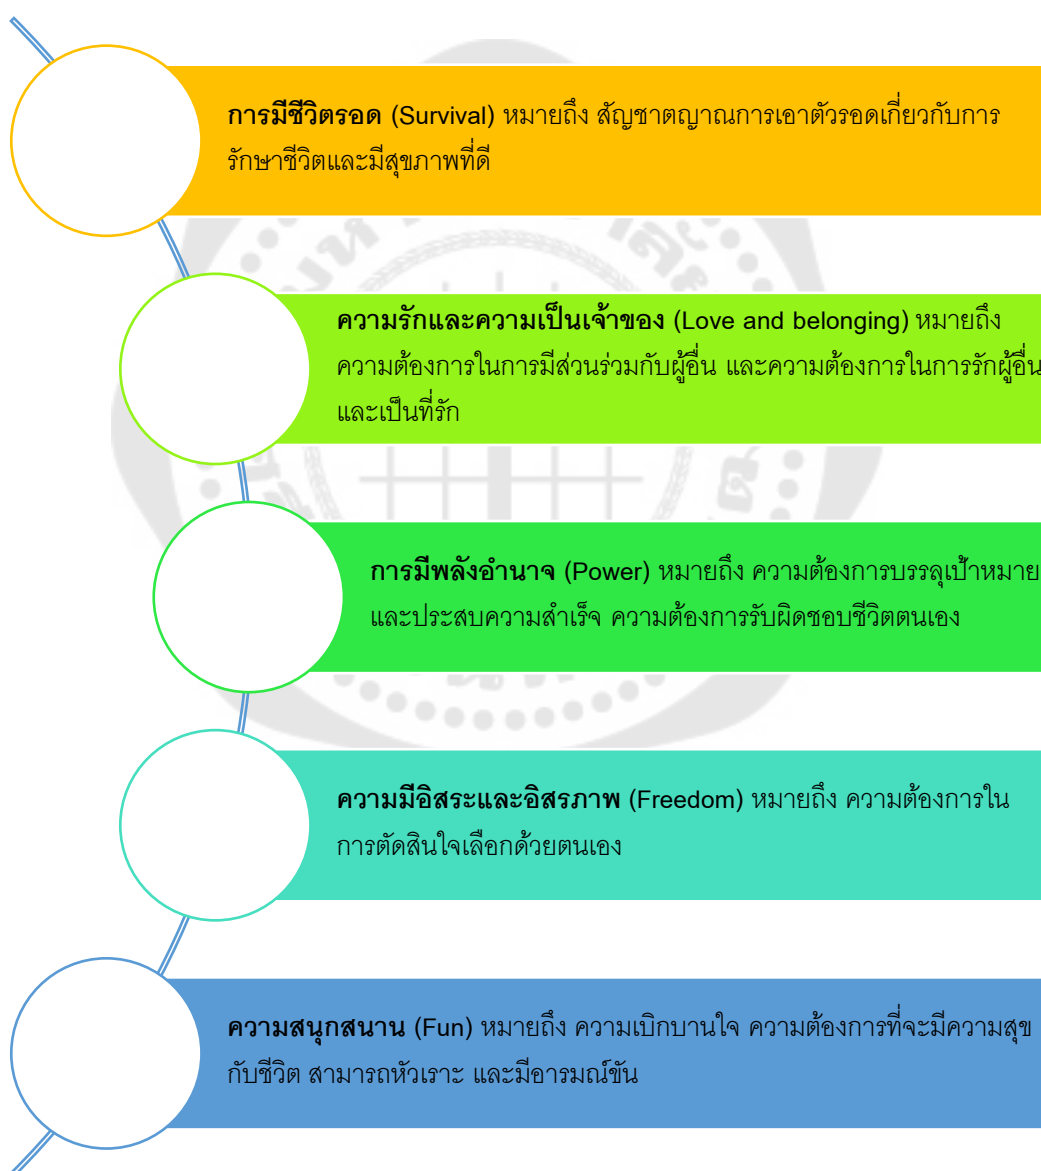 การมีชีวิตรอด (Survival) หมายถึง สัญชาตญาณการเอาตัวรอดเกี่ยวกับการ
รักษาชีวิตและมีสุขภาพที่ดี
ความรักและความเป็นเจ้าของ (Love and belonging) หมายถึง
ความต้องการในการมีส่วนร่วมกับผู้อื่น และความต้องการในการรักผู้อื่น
และเป็นที่รัก
การมีพลังอำนาจ (Power) หมายถึง ความต้องการบรรลุเป้าหมาย
และประสบความสำเร็จ ความต้องการรับผิดชอบชีวิตตนเอง
ความมีอิสระและอิสรภาพ (Freedom) หมายถึง ความต้องการใน
การตัดสินใจเลือกด้วยตนเอง
ความสนุกสนาน (Fun) หมายถึง ความเบิกบานใจ ความต้องการที่จะมีความสุข
กับชีวิต สามารถหัวเราะ และมีอารมณ์ขัน